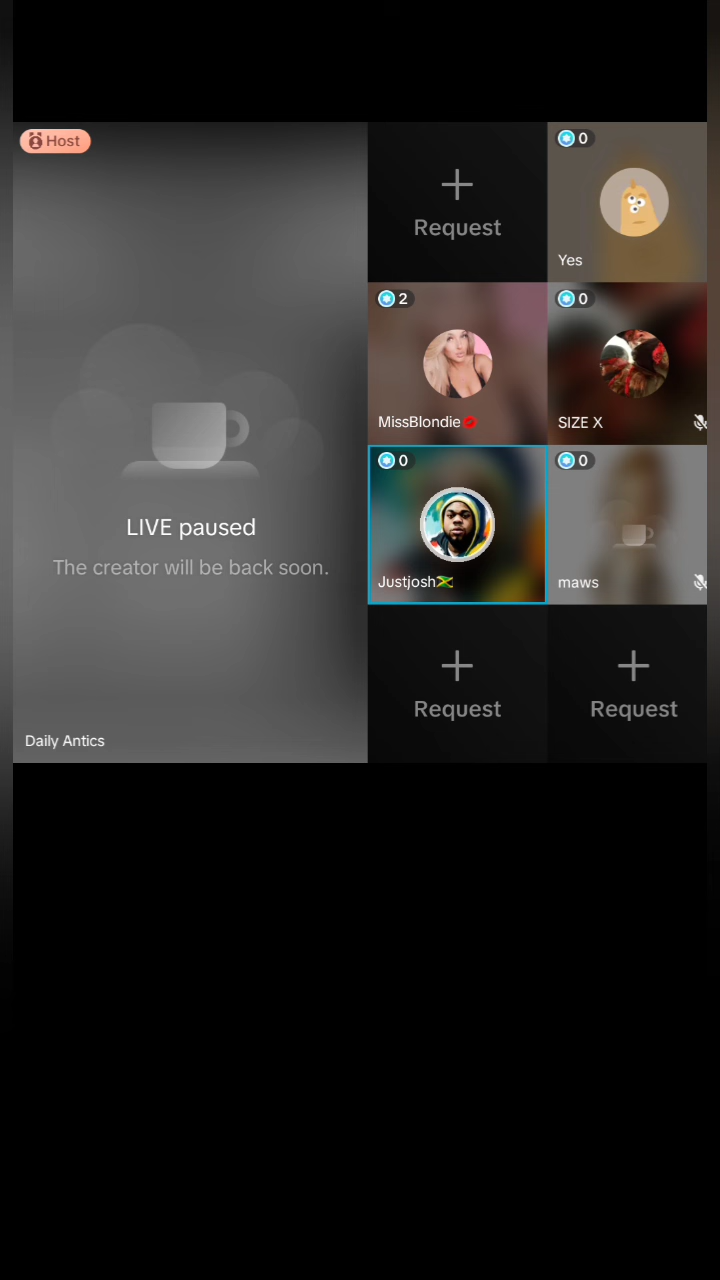 Host
LIVE paused
The creator will be back soon.
Daily Antics
Request
0
Yes
2
MissBlondie💋
0
SIZE X
0
Justjosh🇯🇲
0
maws
Request
Request